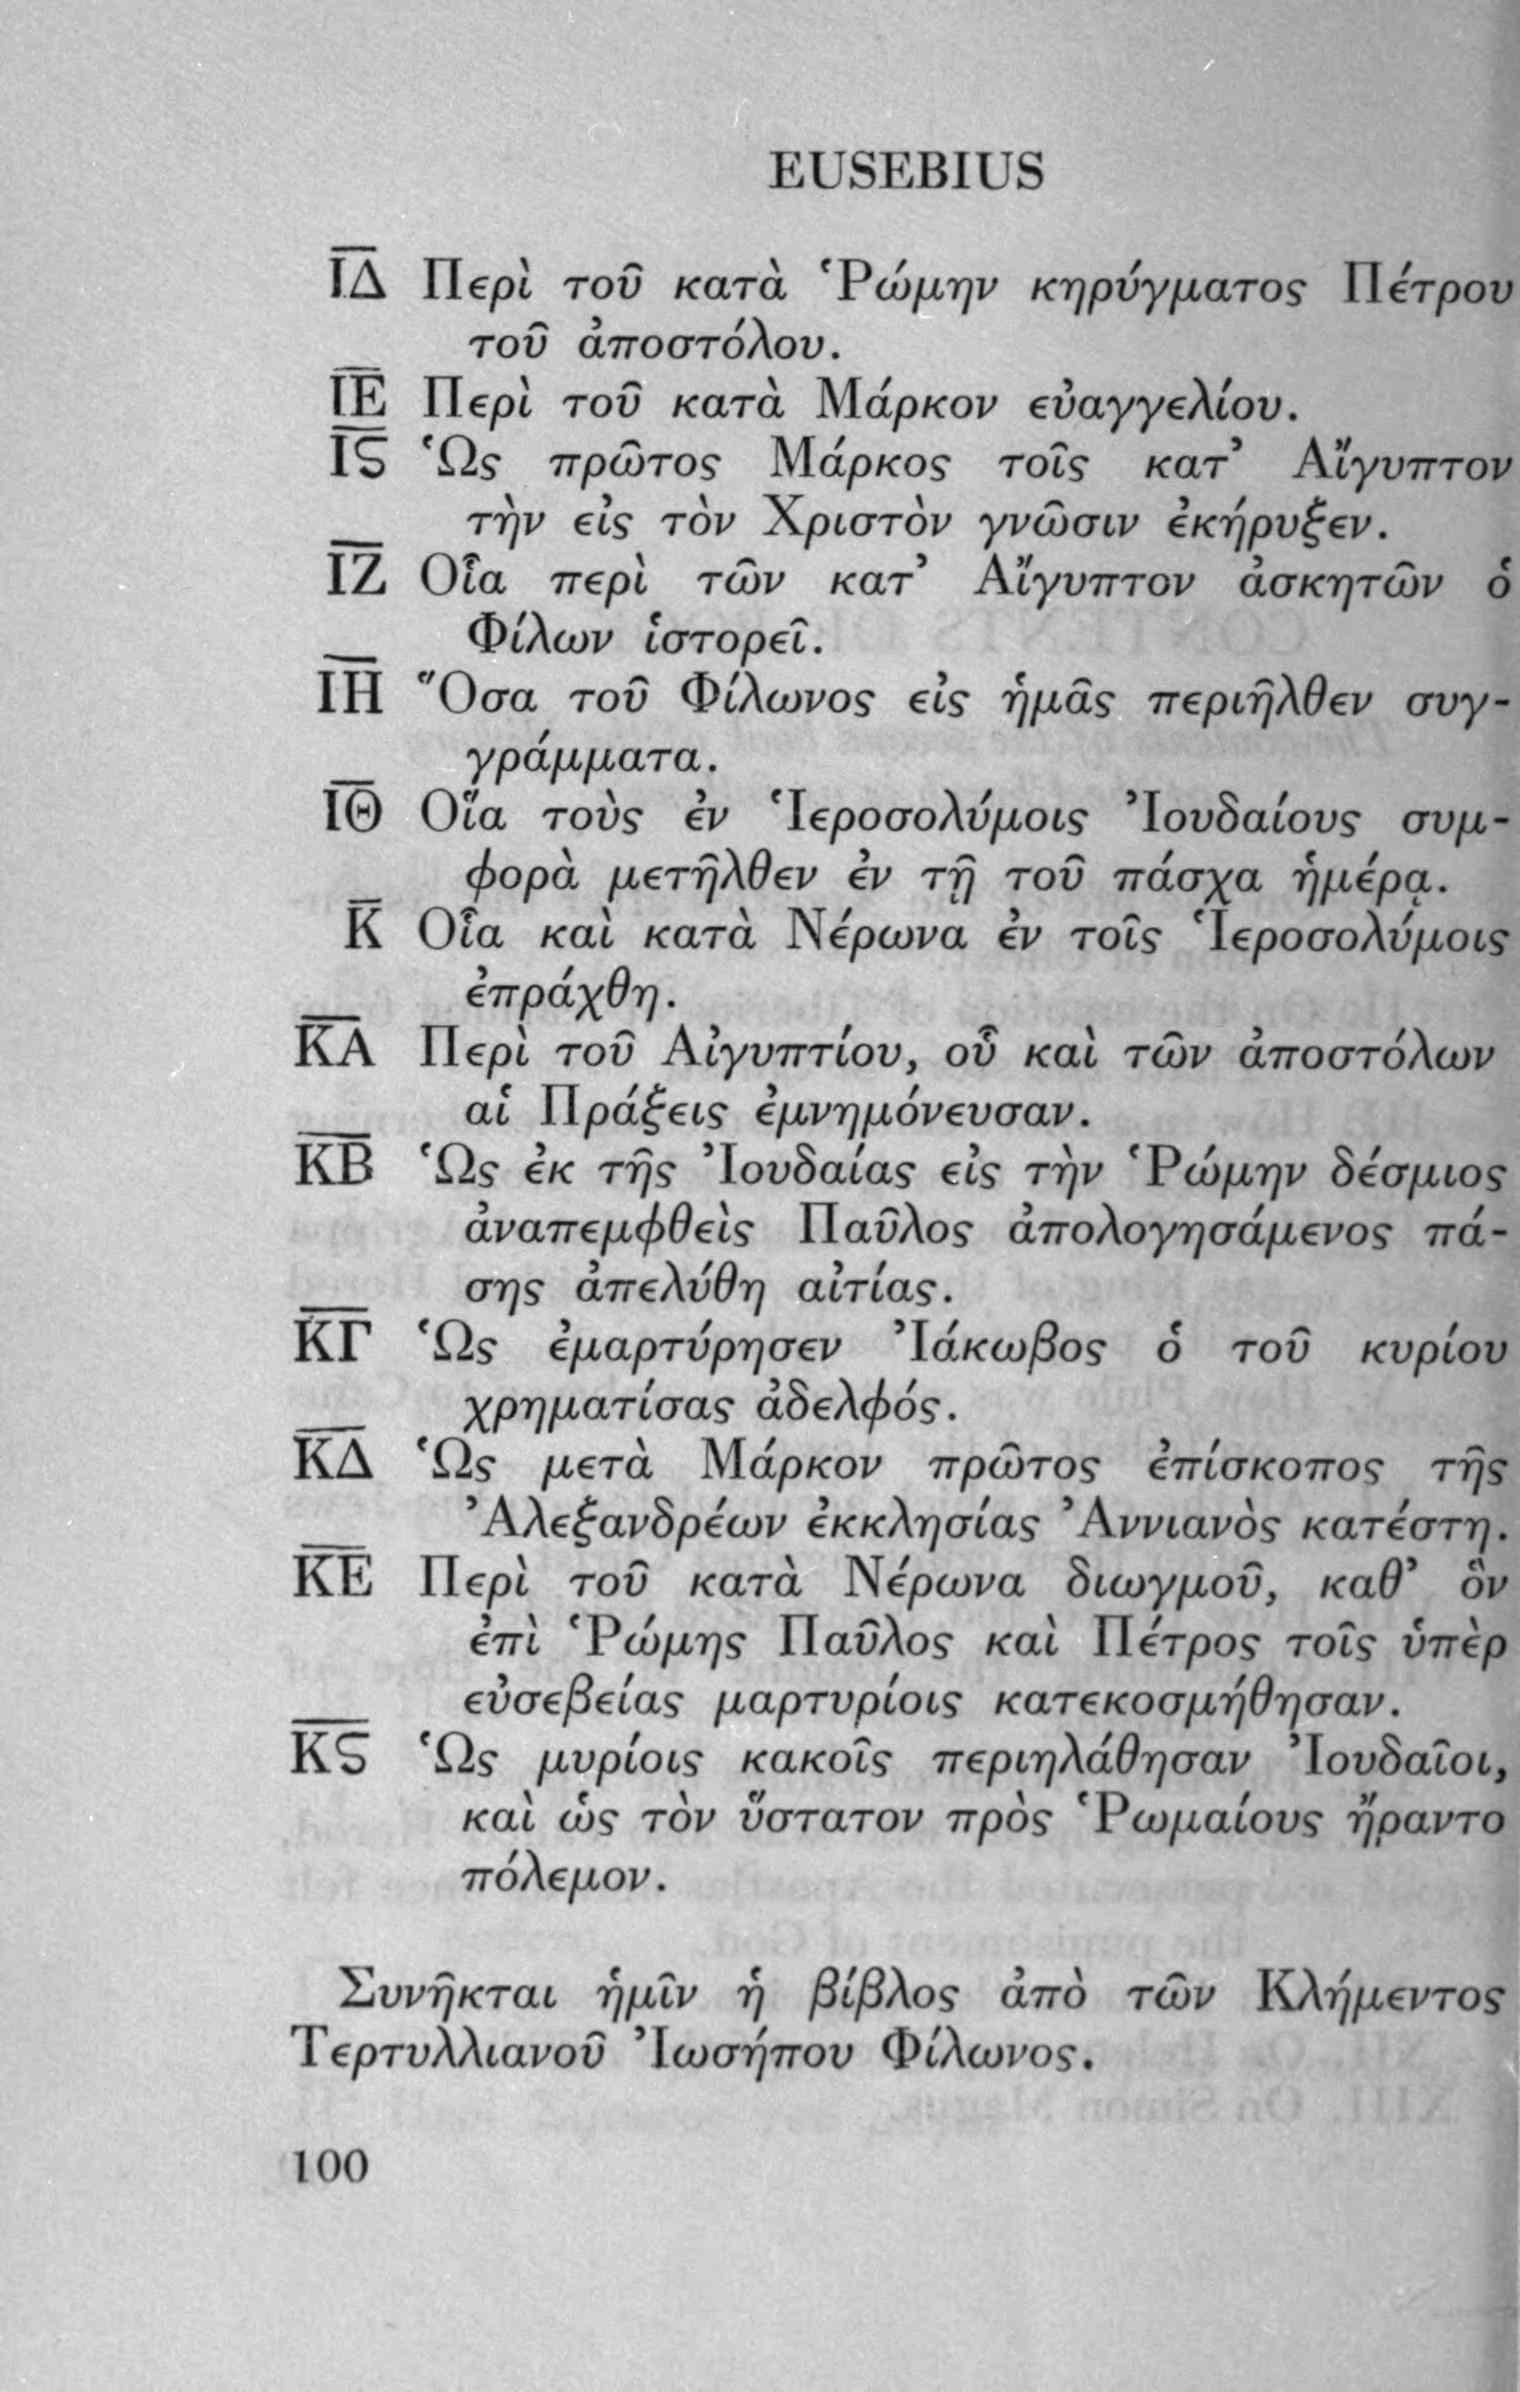 EUSEBIUS
ΙΔ Περὶ τοῦ κατὰ Ῥώμην κηρύγματος Πέτρου
τοῦ ἀποστόλου.
ΙΕ Περὶ τοῦ κατὰ Μάρκον εὐαγγελίου.
ΙϚ Ὡς πρῶτος Μάρκος τοῖς κατ’ Αἴγυπτον
τὴν εἰς τὸν Χριστὸν γνῶσιν ἐκήρυξεν.
ΙΖ Οἷα περὶ τῶν κατ’ Αἴγυπτον ἀσκητῶν ὁ
Φίλων ἱστορεῖ.
ΙΗ Ὅσα τοῦ Φίλωνος εἰς ἡμᾶς περιῆλθεν συγ-
γράμματα.
ΙΘ Οἵα τοὺς ἐν Ἱεροσολύμοις Ἰουδαίους συμ-
φορὰ μετῆλθεν ἐν τῇ τοῦ πάσχα ἡμέρᾳ.
Κ Οἷα καὶ κατὰ Νέρωνα ἐν τοῖς Ἱεροσολύμοις
ἐπράχθη.
ΚΑ Περὶ τοῦ Αἰγυπτίου, οὗ καὶ τῶν ἀποστόλων
αἱ Πράξεις ἐμνημόνευσαν.
ΚΒ Ὡς ἐκ τῆς Ἰουδαίας εἰς τὴν Ῥώμην δέσμιος
ἀναπεμφθεὶς Παῦλος ἀπολογησάμενος πά-
σης ἀπελύθη αἰτίας.
ΚΓ Ὡς ἐμαρτύρησεν Ἰάκωβος ὁ τοῦ κυρίου
χρηματίσας ἀδελφός.
ΚΔ Ὡς μετὰ Μάρκον πρῶτος ἐπίσκοπος τῆς
Ἀλεξανδρέων ἐκκλησίας Ἀννιανὸς κατέστη.
ΚΕ Περὶ τοῦ κατὰ Νέρωνα διωγμοῦ, καθ’ ὃν
ἐπὶ Ῥώμης Παῦλος καὶ Πέτρος τοῖς ὑπὲρ
εὐσεβείας μαρτυρίοις κατεκοσμήθησαν.
ΚϚ Ὡς μυρίοις κακοῖς περιηλάθησαν Ἰουδαῖοι,
καὶ ὡς τὸν ὕστατον πρὸς Ῥωμαίους ἤραντο
πόλεμον.
Συνῆκται ἡμῖν ἡ βίβλος ἀπὸ τῶν Κλήμεντος
Τερτυλλιανοῦ Ἰωσήπου Φίλωνος.
100